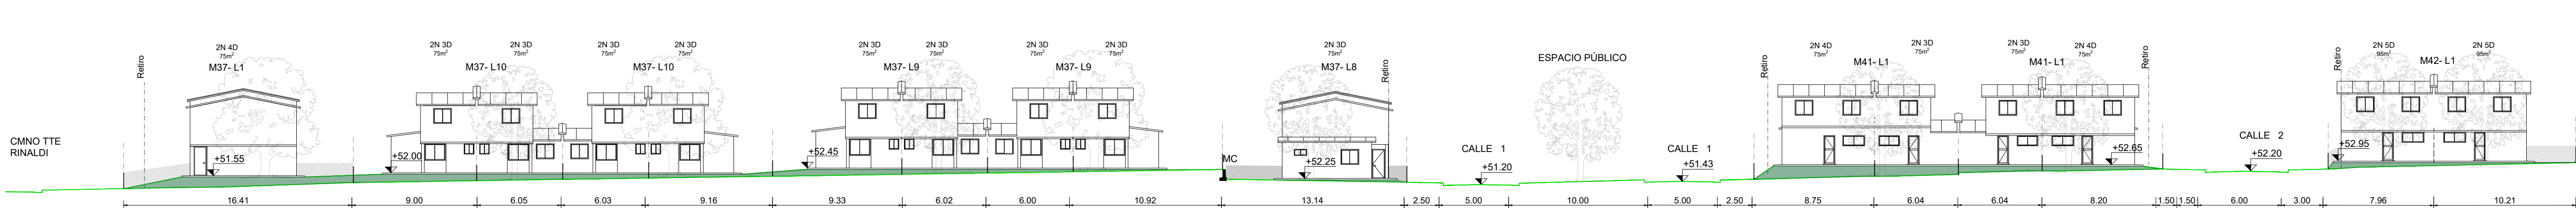 CMNO TTE
RINALDI
Retiro
2N 4D
75m²
M37- L1
+51.55
2N 3D
75m²
2N 3D
75m²
M37- L10
+52.00
2N 3D
75m²
2N 3D
75m²
M37- L10
2N 3D
75m²
2N 3D
75m²
M37- L9
+52.45
2N 3D
75m²
2N 3D
75m²
M37- L9
MC
2N 3D
75m²
M37- L8
+52.25
Retiro
CALLE 1
+51.20
ESPACIO PÚBLICO
CALLE 1
+51.43
Retiro
2N 4D
75m²
2N 3D
75m²
M41- L1
2N 3D
75m²
2N 4D
75m²
M41- L1
+52.65
Retiro
CALLE 2
+52.20
Retiro
2N 5D
95m²
2N 5D
95m²
M42- L1
+52.95
16.41 9.00 6.05 6.03 9.16 9.33 6.02 6.00 10.92 13.14 2.50 5.00 10.00 5.00 2.50 8.75 6.04 6.04 8.20 1.50 1.50 6.00 3.00 7.96 10.21